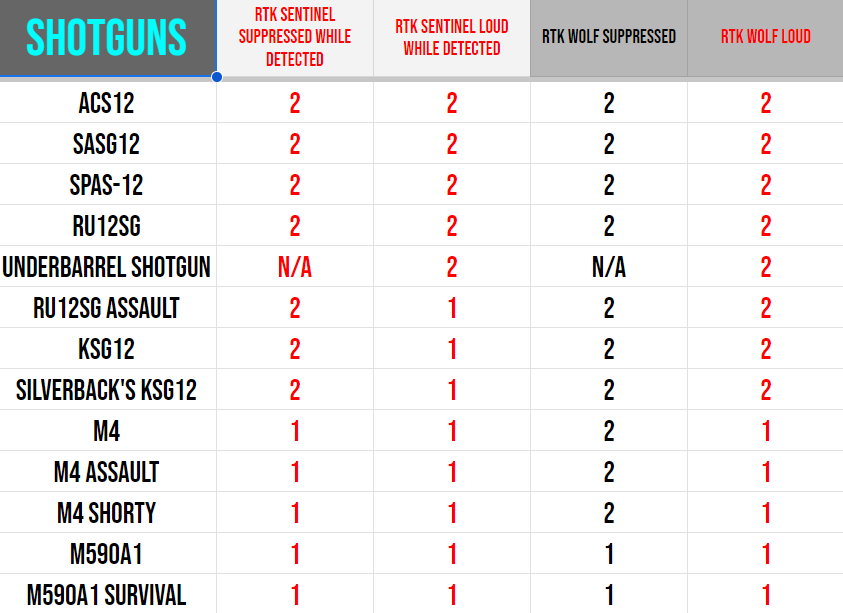 SHOTGUNS
RTK SENTINEL
SUPPRESSED WHILE
DETECTED
RTK SENTINEL LOUD
WHILE DETECTED
RTK WOLF SUPPRESSED
RTK WOLF LOUD
ACS12 2 2 2 2
SASG12 2 2 2 2
SPAS-12 2 2 2 2
RU12SG 2 2 2 2
UNDERBARREL SHOTGUN N/A 2 N/A 2
RU12SG ASSAULT 2 1 2 2
KSG12 2 1 2 2
SILVERBACK'S KSG12 2 1 2 2
M4 1 1 2 1
M4 ASSAULT 1 1 2 1
M4 SHORTY 1 1 2 1
M590A1 1 1 1 1
M590A1 SURVIVAL 1 1 1 1